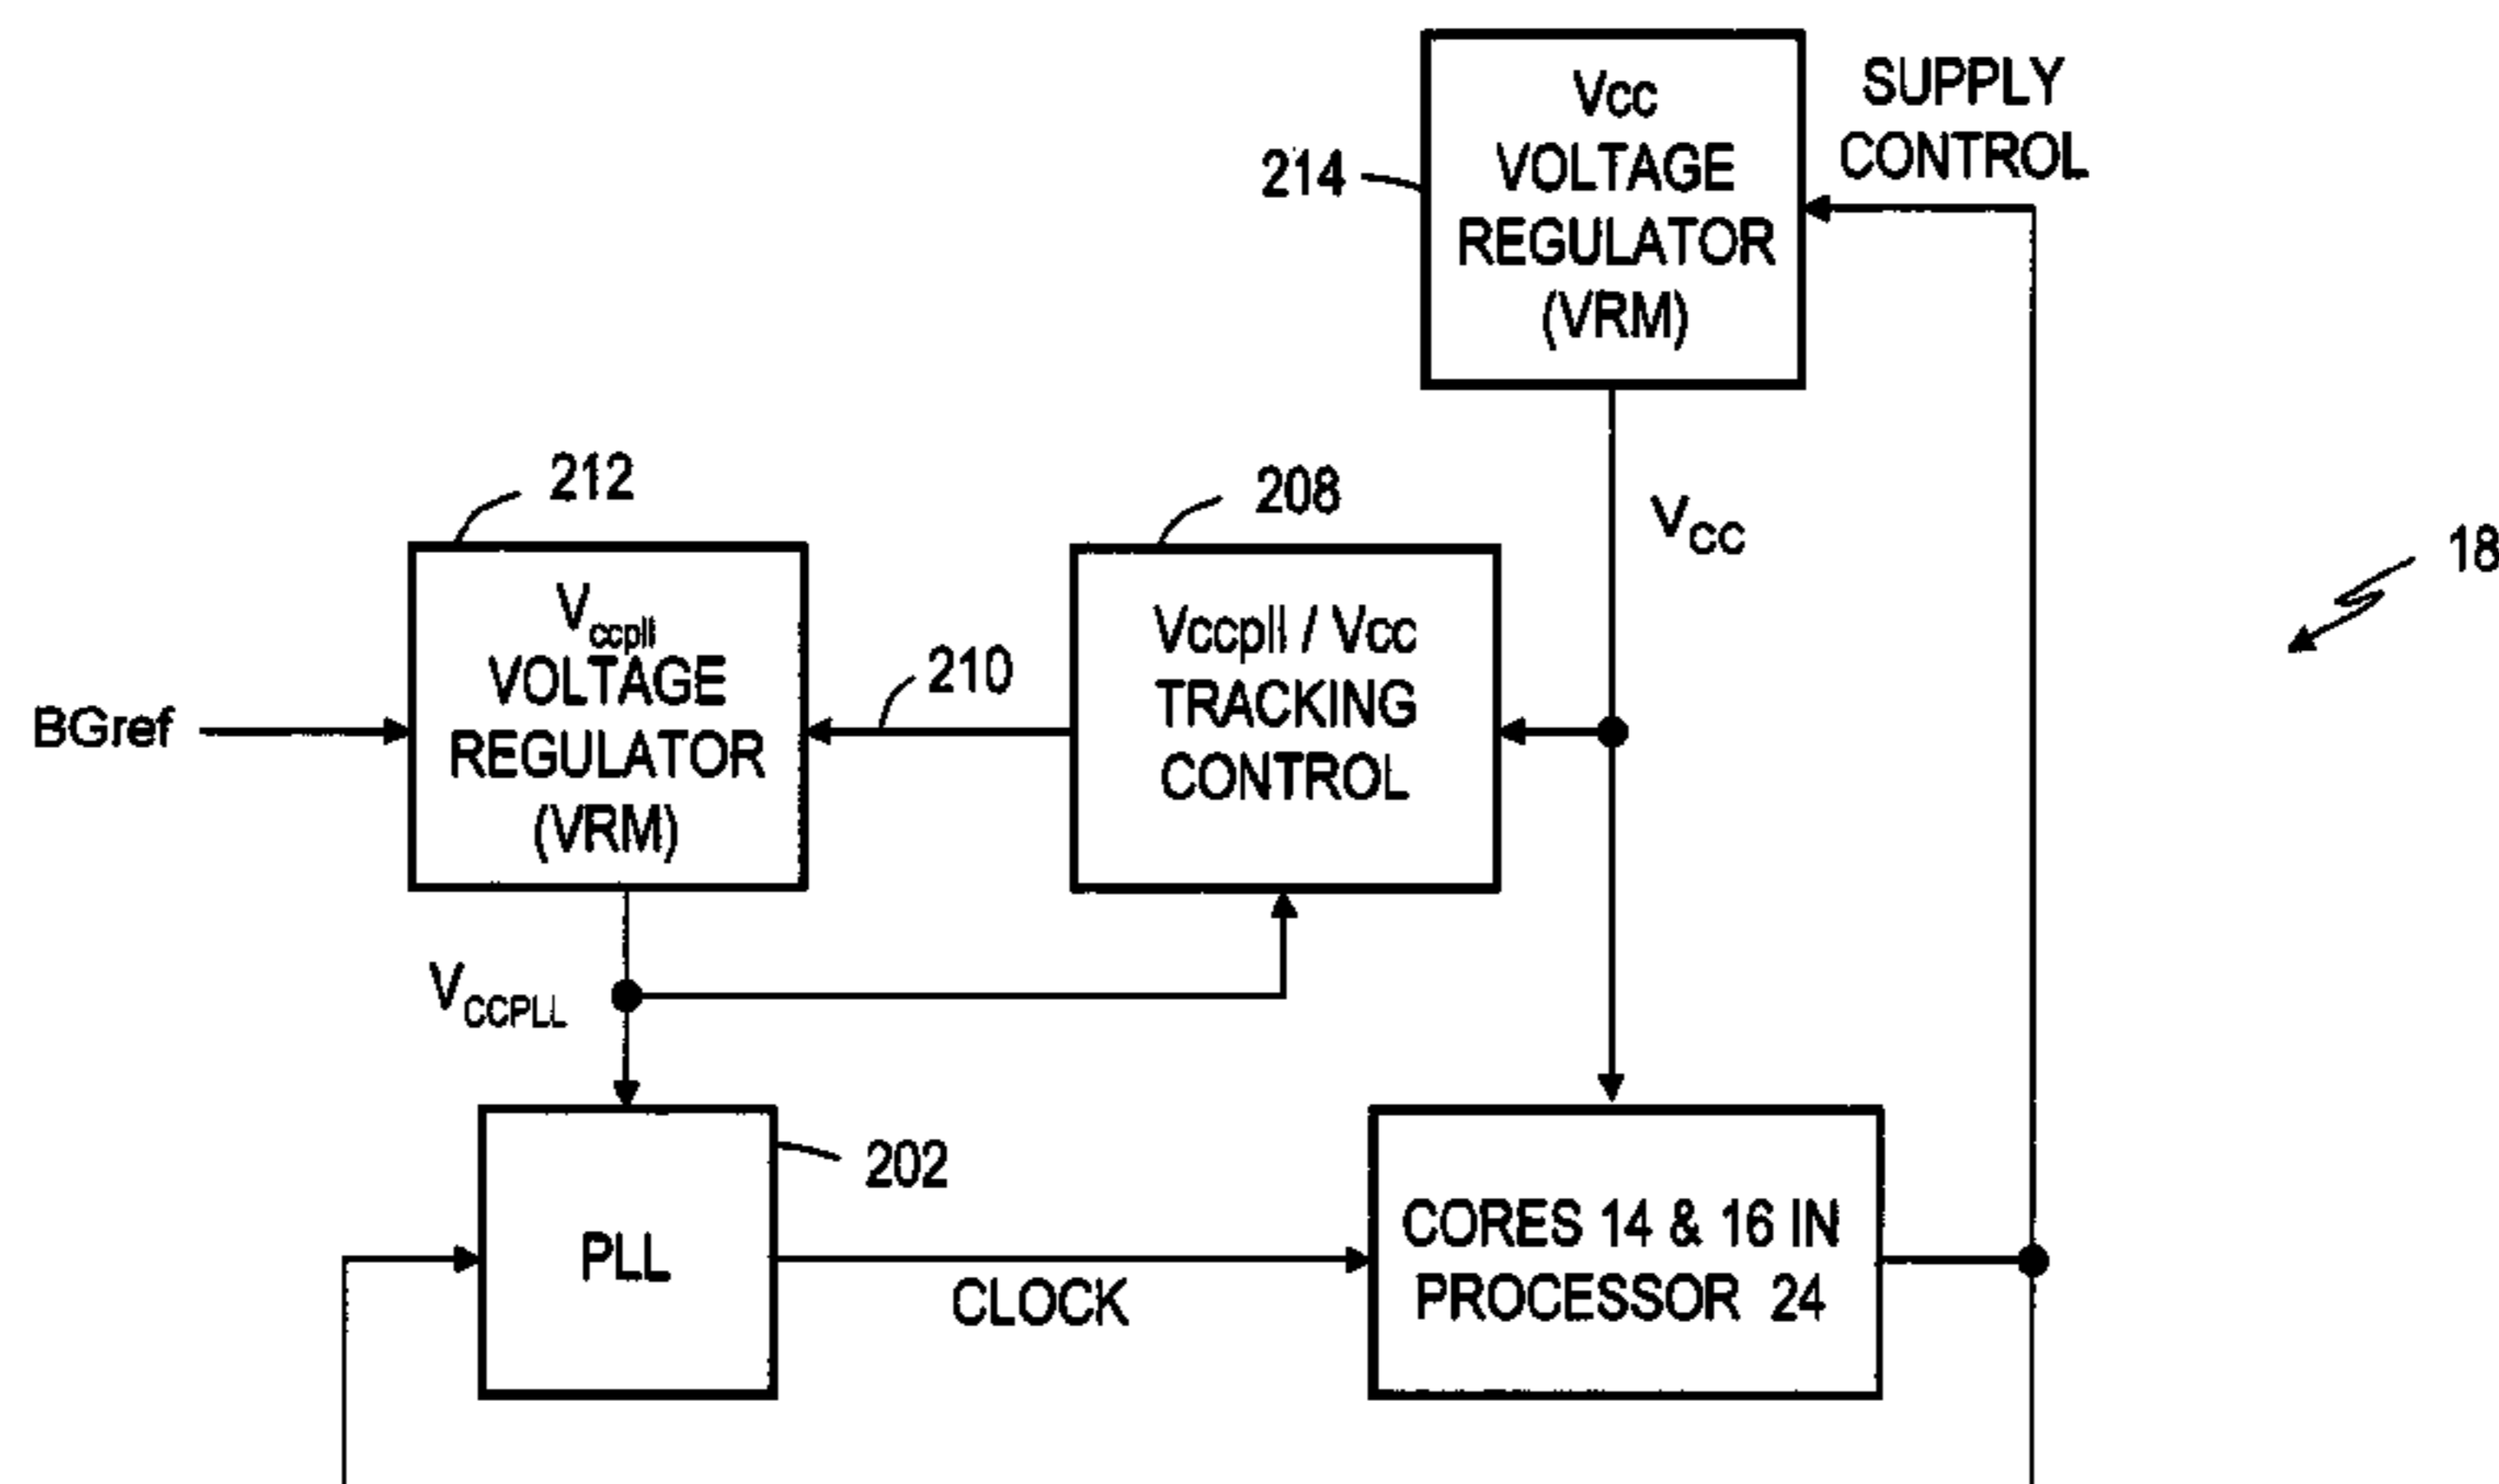 Vcc
VOLTAGE
REGULATOR
(VRM)
SUPPLY
CONTROL
214
212
208
VCC
18
Vccpll
VOLTAGE
REGULATOR
(VRM)
210
Vccpll / Vcc
TRACKING
CONTROL
BGref
VCCPLL
202
PLL
CLOCK
CORES 14 & 16 IN
PROCESSOR 24